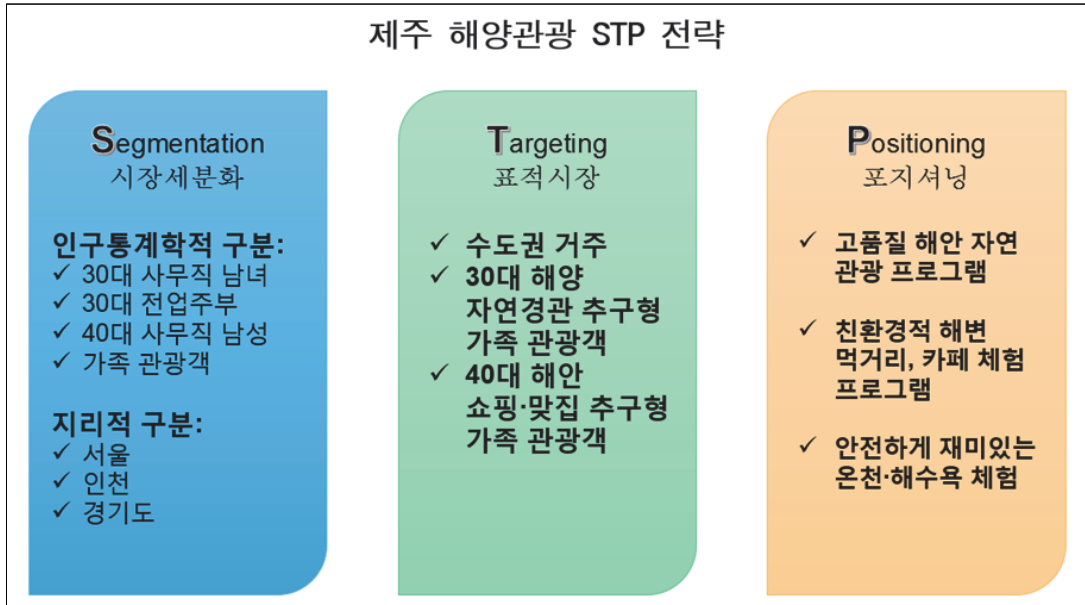 제주 해양관광 STP 전략
Segmentation
시장세분화
인구통계학적 구분:
✓ 30대 사무직 남녀
✓ 30대 전업주부
✓ 40대 사무직 남성
✓ 가족 관광객
지리적 구분:
✓ 서울
✓ 인천
✓ 경기도
Targeting
표적시장
✓ 수도권 거주
✓ 30대 해양
자연경관 추구형
가족 관광객
✓ 40대 해안
쇼핑·맛집 추구형
가족 관광객
Positioning
포지셔닝
✓ 고품질 해안 자연
관광 프로그램
✓ 친환경적 해변
먹거리, 카페 체험
프로그램
✓ 안전하게 재미있는
온천·해수욕 체험